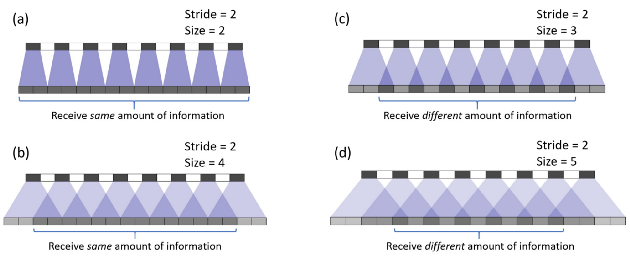 (a)
Stride = 2
Size = 2
Receive same amount of information
(b)
Stride = 2
Size = 4
Receive same amount of information
(c)
Stride = 2
Size = 3
Receive different amount of information
(d)
Stride = 2
Size = 5
Receive different amount of information